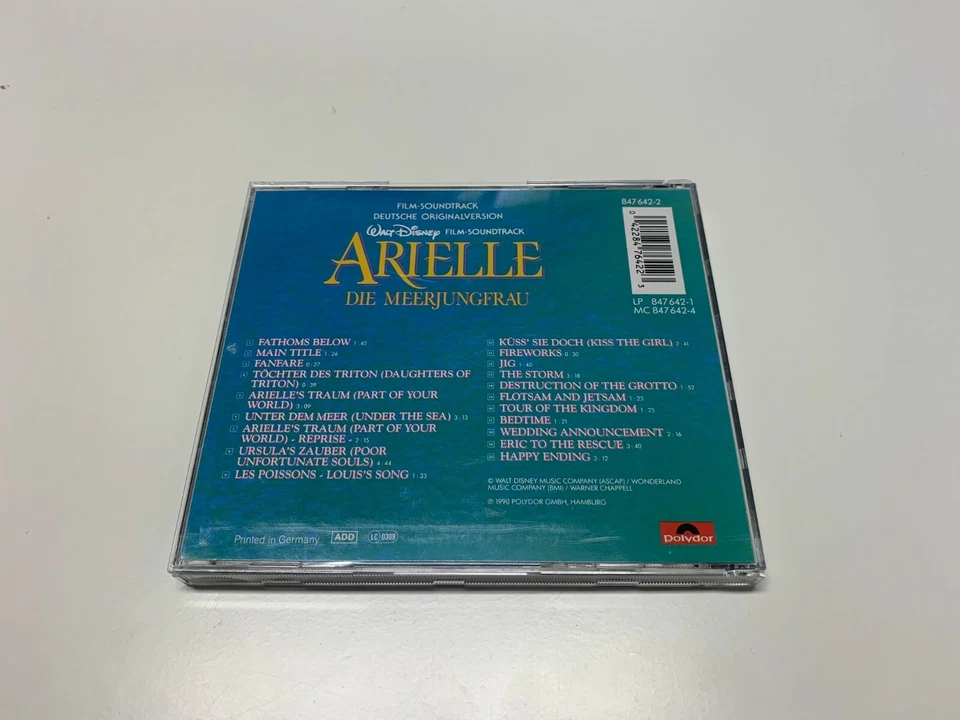 FILM-SOUNDTRACK
DEUTSCHE ORIGINALVERSION
WALT DISNEY FILM-SOUNDTRACK
ARIELLE
DIE MEERJUNGFRAU
847 642-2
0 42284 76422 3
LP 847 642-1
MC 847 642-4
FATHOMS BELOW 1:42
MAIN TITLE 1:26
FANFARE 0:27
TÖCHTER DES TRITON (DAUGHTERS OF
TRITON) 0:39
ARIELLE'S TRAUM (PART OF YOUR
WORLD) 3:09
UNTER DEM MEER (UNDER THE SEA) 3:13
ARIELLE'S TRAUM (PART OF YOUR
WORLD) - REPRISE - 2:15
URSULA'S ZAUBER (POOR
UNFORTUNATE SOULS) 4:44
LES POISSONS - LOUIS'S SONG 1:33
KÜSS' SIE DOCH (KISS THE GIRL) 2:41
FIREWORKS 0:30
JIG 1:40
THE STORM 3:18
DESTRUCTION OF THE GROTTO 1:52
FLOTSAM AND JETSAM 1:23
TOUR OF THE KINGDOM 1:25
BEDTIME 1:21
WEDDING ANNOUNCEMENT 2:16
ERIC TO THE RESCUE 3:40
HAPPY ENDING 3:12
© WALT DISNEY MUSIC COMPANY (ASCAP) / WONDERLAND
MUSIC COMPANY (BMI) / WARNER CHAPPELL
℗ 1990 POLYDOR GMBH, HAMBURG
Printed in Germany ADD LC 0309
polydor